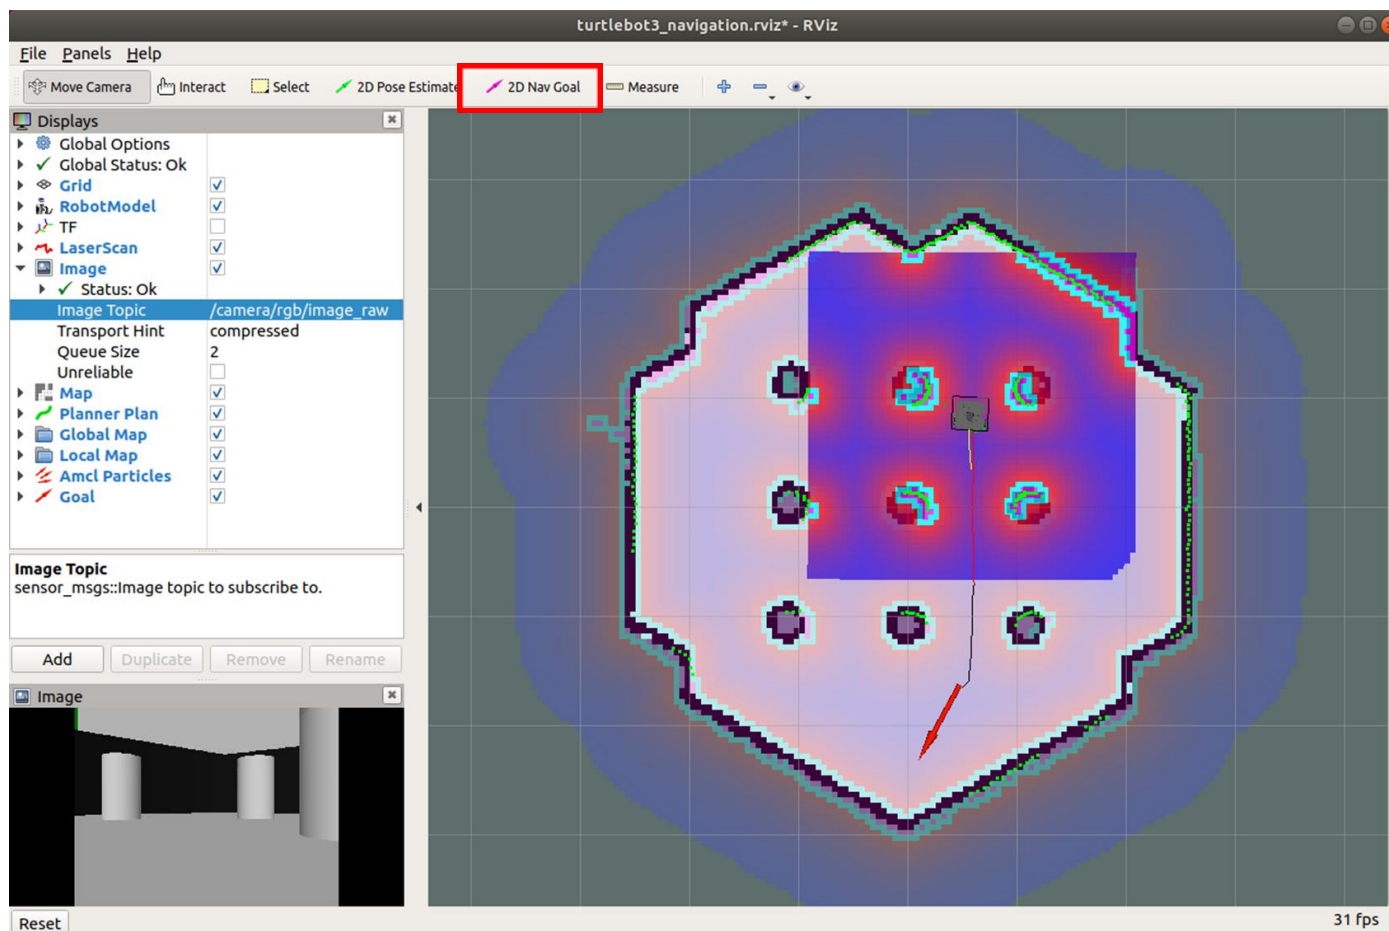 turtlebot3_navigation.rviz* - RViz
File Panels Help
Move Camera Interact Select 2D Pose Estimate 2D Nav Goal Measure
Displays
Global Options
Global Status: Ok
Grid
RobotModel
TF
LaserScan
Image
Status: Ok
Image Topic /camera/rgb/image_raw
Transport Hint compressed
Queue Size 2
Unreliable
Map
Planner Plan
Global Map
Local Map
Amcl Particles
Goal
Image Topic
sensor_msgs::Image topic to subscribe to.
Add Duplicate Remove Rename
Image
Reset 31 fps